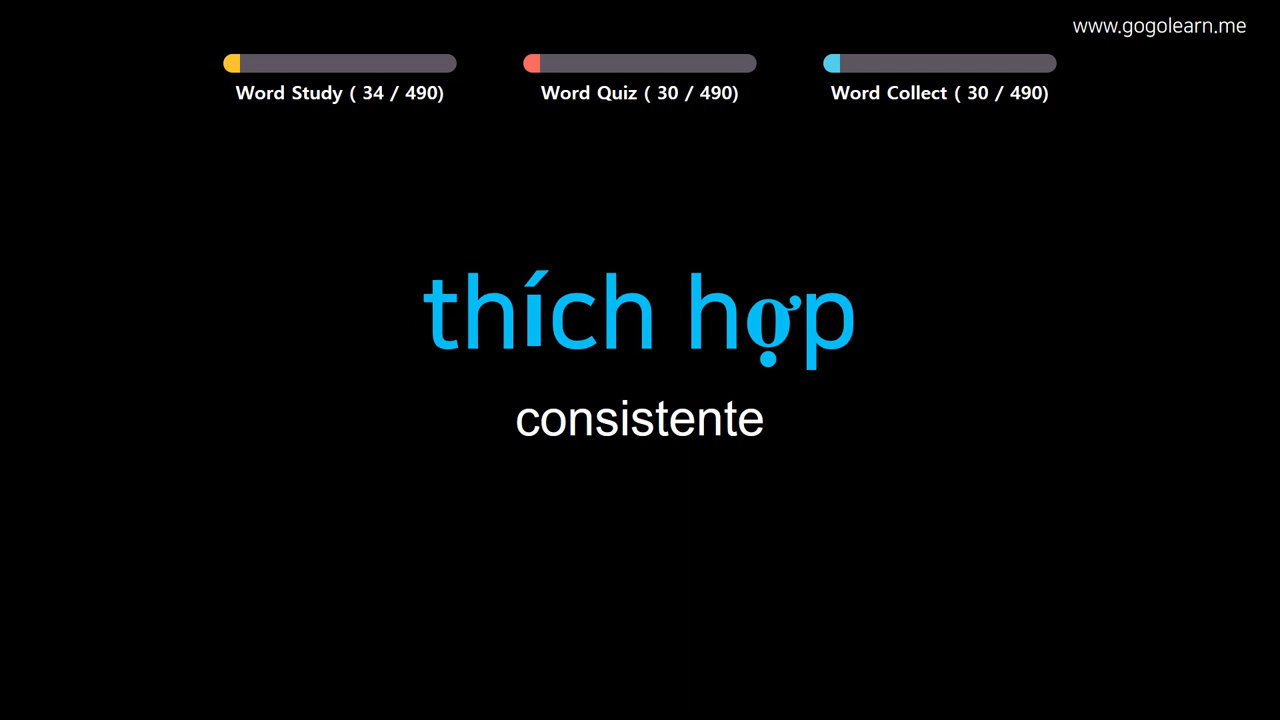 www.gogolearn.me
Word Study ( 34 / 490)
Word Quiz ( 30 / 490)
Word Collect ( 30 / 490)
thích hợp
consistente